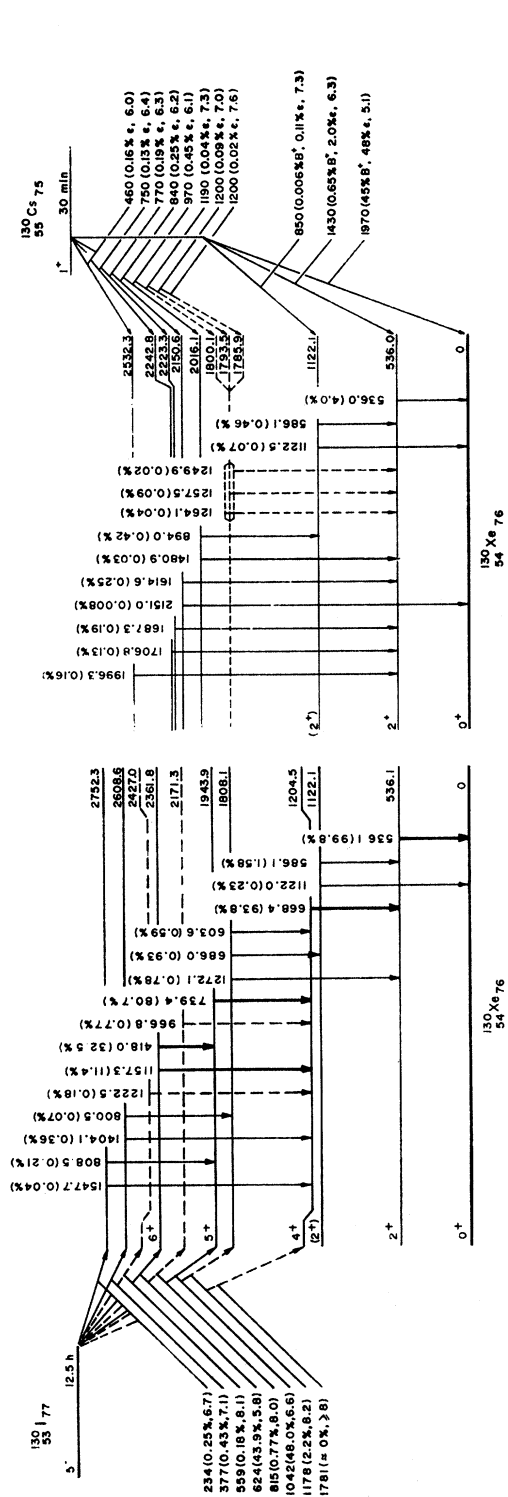 130
55 Cs 75
1+
30 min
460 (0.16% ε, 6.0)
750 (0.13% ε, 6.4)
770 (0.19% ε, 6.3)
840 (0.25% ε, 6.2)
970 (0.45% ε, 6.1)
1190 (0.04% ε, 7.3)
1200 (0.09% ε, 7.0)
1200 (0.02% ε, 7.6)
850 (0.006% B+, 0.11% ε, 7.3)
1430 (0.65% B+, 2.0% ε, 6.3)
1970 (45% B+, 48% ε, 5.1)
2532.3
2242.8
2223.3
2150.6
2016.1
1800.1
1793.5
1785.9
1122.1
536.0
0
536.0 (4.0%)
586.1 (0.46%)
1122.5 (0.07%)
1249.9 (0.02%)
1257.5 (0.09%)
1264.1 (0.04%)
894.0 (0.42%)
1480.9 (0.03%)
1614.6 (0.25%)
2151.0 (0.008%)
1687.3 (0.19%)
1706.8 (0.13%)
1996.3 (0.16%)
(2+)
2+
0+
130
54 Xe 76
2752.3
2608.6
2427.0
2361.8
2171.3
1943.9
1808.1
1204.5
1122.1
536.1
0
536.1 (99.8%)
586.1 (1.58%)
1122.0 (0.23%)
668.4 (93.8%)
603.6 (0.59%)
686.0 (0.93%)
1272.1 (0.78%)
739.4 (80.7%)
966.8 (0.77%)
418.0 (32.5%)
1157.3 (11.4%)
1222.5 (0.18%)
800.5 (0.07%)
1404.1 (0.36%)
808.5 (0.21%)
1547.7 (0.04%)
6+
5+
4+
(2+)
2+
0+
130
54 Xe 76
130
53 I 77
5-
12.5 h
234 (0.25%, 6.7)
377 (0.43%, 7.1)
559 (0.18%, 8.1)
624 (43.9%, 5.8)
815 (0.77%, 8.0)
1042 (48.0%, 6.6)
1178 (2.2%, 8.2)
1781 (≈ 0%, ≥8)